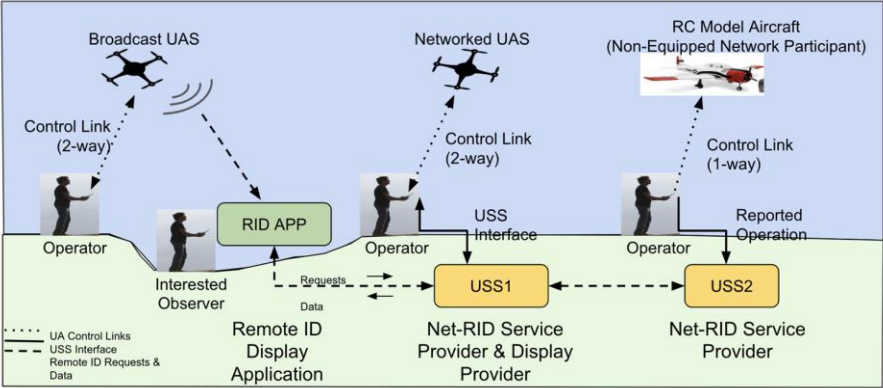 Broadcast UAS
Networked UAS
RC Model Aircraft
(Non-Equipped Network Participant)
Control Link
(2-way)
Control Link
(2-way)
Control Link
(1-way)
RID APP
Operator
Interested
Observer
Operator
USS
Interface
Operator
Reported
Operation
Requests
Data
USS1
USS2
Remote ID
Display
Application
Net-RID Service
Provider & Display
Provider
Net-RID Service
Provider
UA Control Links
USS Interface
Remote ID Requests &
Data